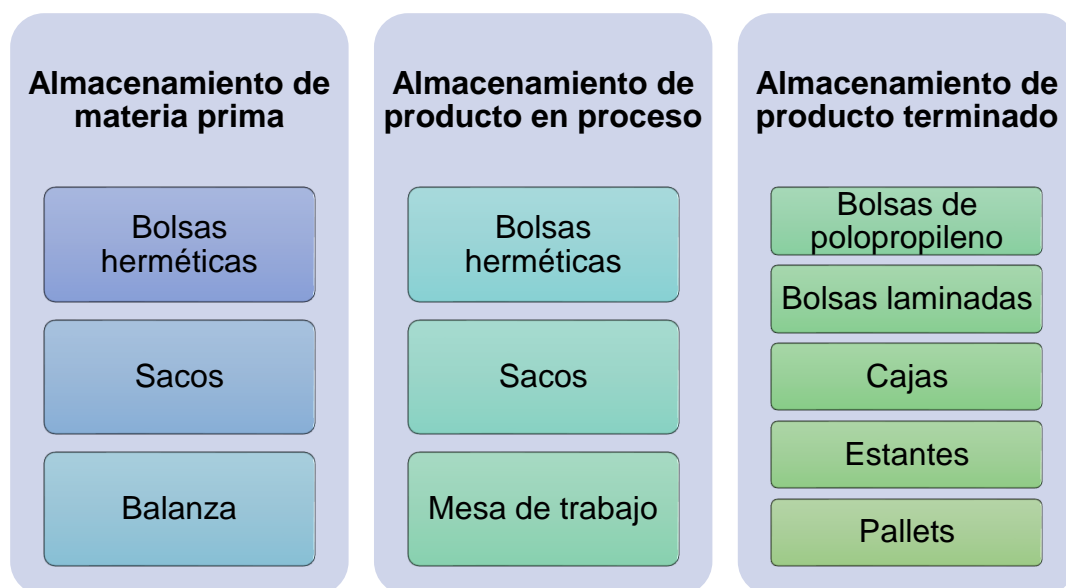 Almacenamiento de
materia prima
Bolsas
herméticas
Sacos
Balanza
Almacenamiento de
producto en proceso
Bolsas
herméticas
Sacos
Mesa de trabajo
Almacenamiento de
producto terminado
Bolsas de
polopropileno
Bolsas laminadas
Cajas
Estantes
Pallets